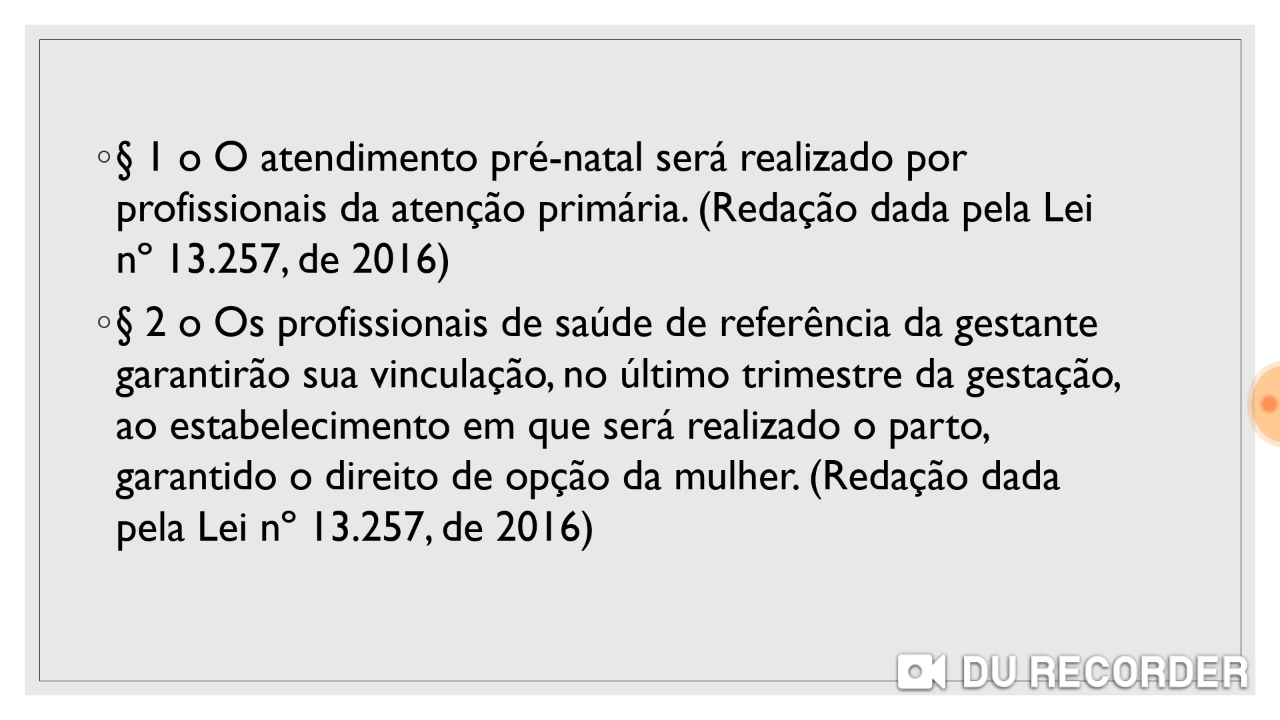 § 1 o O atendimento pré-natal será realizado por
profissionais da atenção primária. (Redação dada pela Lei
nº 13.257, de 2016)
§ 2 o Os profissionais de saúde de referência da gestante
garantirão sua vinculação, no último trimestre da gestação,
ao estabelecimento em que será realizado o parto,
garantido o direito de opção da mulher. (Redação dada
pela Lei nº 13.257, de 2016)
DU RECORDER